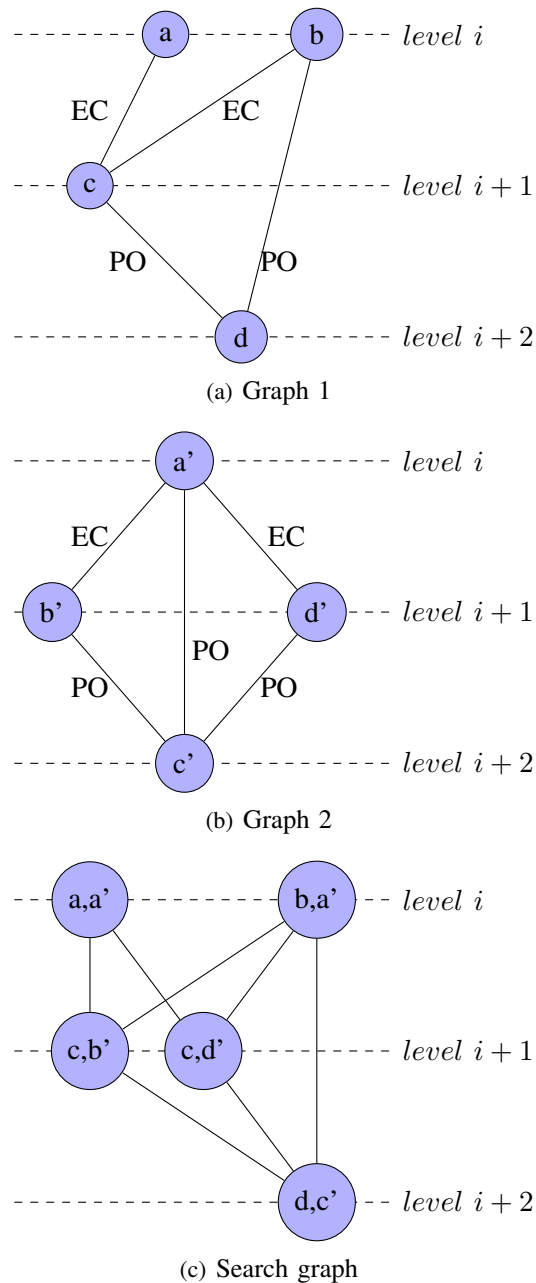 a b level i
EC EC
c level i + 1
PO PO
d level i + 2
(a) Graph 1
a' level i
EC EC
b' d' level i + 1
PO
PO PO
c' level i + 2
(b) Graph 2
a,a' b,a' level i
c,b' c,d' level i + 1
d,c' level i + 2
(c) Search graph